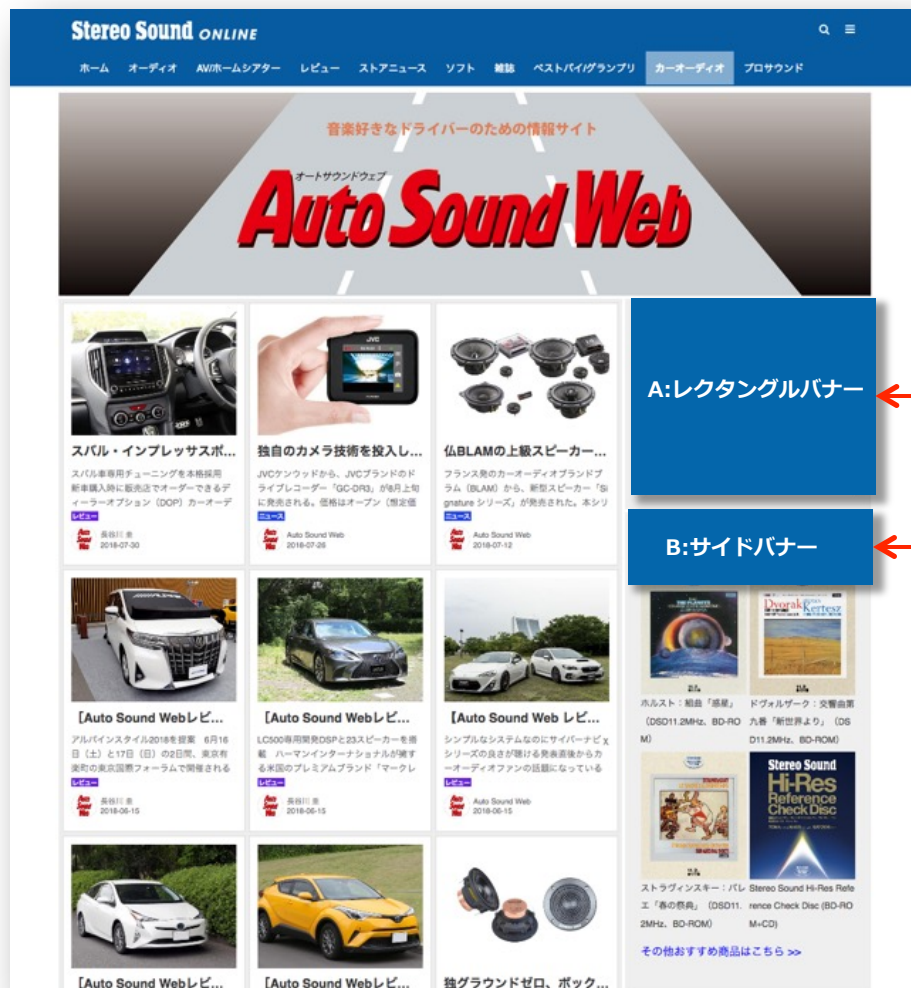 Stereo Sound ONLINE
ホーム オーディオ AV/ホームシアター レビュー ストアニュース ソフト 雑誌 ベストバイ/グランプリ カーオーディオ プロサウンド
音楽好きなドライバーのための情報サイト
オートサウンドウェブ
Auto Sound Web
スバル・インプレッサスポ...
スバル車専用チューニングを本格採用
新車購入時に販売店でオーダーできるデ
ィーラーオプション（DOP）カーオーデ
レビュー
長谷川 圭
2018-07-30
JVC
独自のカメラ技術を投入し...
JVCケンウッドから、JVCブランドのド
ライブレコーダー「GC-DR3」が8月上旬
に発売される。価格はオープン（想定価
ニュース
Auto Sound Web
2018-07-26
仏BLAMの上級スピーカー...
フランス発のカーオーディオブランドブ
ラム（BLAM）から、新型スピーカー「Si
gnature シリーズ」が発売された。本シリ
ニュース
Auto Sound Web
2018-07-12
A:レクタングルバナー
B:サイドバナー
[Auto Sound Webレビ...
アルパインスタイル2018を提案 6月16
日（土）と17日（日）の2日間、東京有
楽町の東京国際フォーラムで開催される
レビュー
長谷川 圭
2018-06-15
[Auto Sound Webレビ...
LC500専用開発DSPと23スピーカーを搭
載 ハーマンインターナショナルが擁す
る米国のプレミアムブランド「マークレ
レビュー
長谷川 圭
2018-06-15
[Auto Sound Web レビ...
シンプルなシステムなのにサイバーナビ X
シリーズの良さが聴ける発表直後からカ
ーオーディオファンの話題になっている
レビュー
Auto Sound Web
2018-06-15
THE PLANETS
ホルスト：組曲「惑星」
（DSD11.2MHz、BD-RO
M）
Dvorak
Kertesz
ドヴォルザーク：交響曲第
九番「新世界より」（DS
D11.2MHz、BD-ROM）
ストラヴィンスキー：バレ
エ「春の祭典」（DSD11.
2MHz、BD-ROM）
Stereo Sound
Hi-Res
Reference
Check Disc
Stereo Sound Hi-Res Refe
rence Check Disc (BD-RO
M+CD)
その他おすすめ商品はこちら >>
[Auto Sound Webレビ...
[Auto Sound Webレビ...
独グラウンドゼロ、ボック...